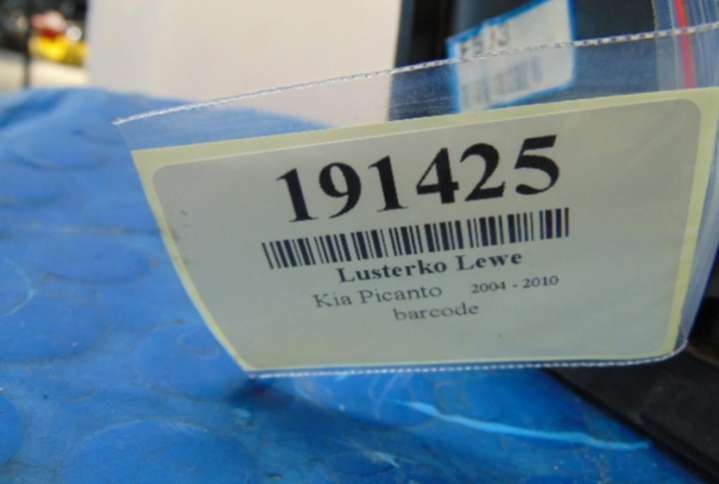 191425
Lusterko Lewe
Kia Picanto 2004 - 2010
barcode